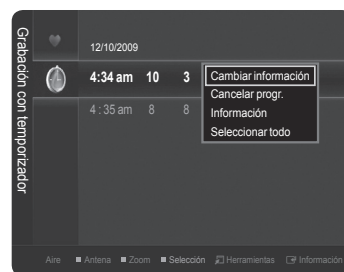 Grabación con temporizador
12/10/2009
4:34 am 10 3
Cambiar información
Cancelar progr.
4 : 35 am 8 8
Información
Seleccionar todo
Aire Antena Zoom Selección Herramientas Información